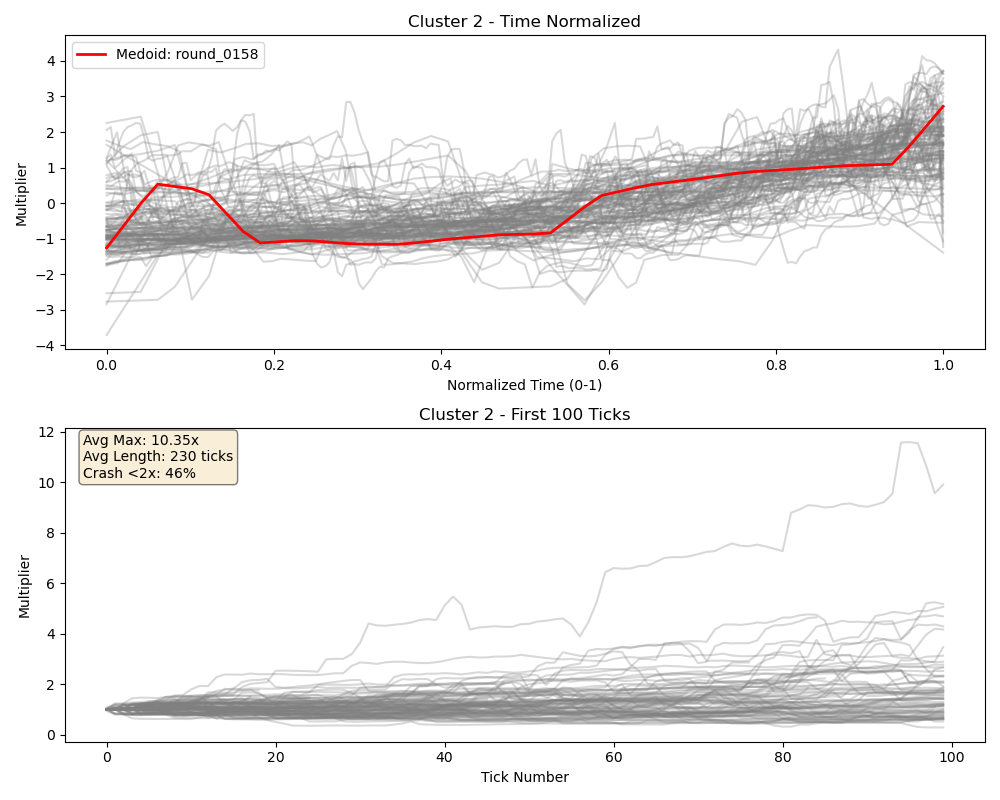 Cluster 2 - Time Normalized
Medoid: round_0158
4
3
2
1
0
−1
−2
−3
−4
Multiplier
0.0 0.2 0.4 0.6 0.8 1.0
Normalized Time (0-1)
Cluster 2 - First 100 Ticks
Avg Max: 10.35x
Avg Length: 230 ticks
Crash <2x: 46%
12
10
8
6
4
2
0
Multiplier
0 20 40 60 80 100
Tick Number